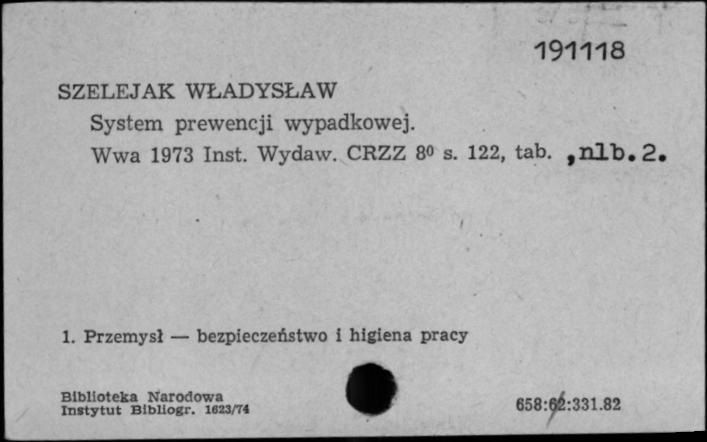 191118
SZELEJAK WŁADYSŁAW
System prewencji wypadkowej.
Wwa 1973 Inst. Wydaw. CRZZ 8⁰ s. 122, tab. ,nlb.2.
1. Przemysł — bezpieczeństwo i higiena pracy
Biblioteka Narodowa
Instytut Bibliogr. 1623/74
658:62:331.82